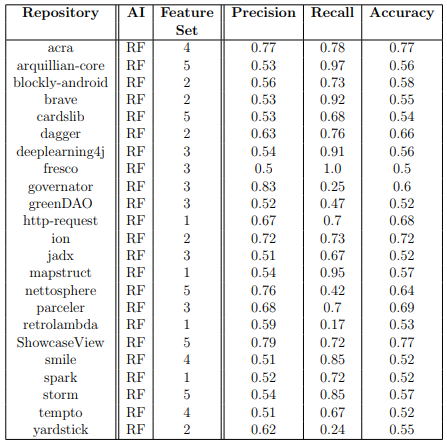 Repository AI Feature Set Precision Recall Accuracy
acra RF 4 0.77 0.78 0.77
arquillian-core RF 5 0.53 0.97 0.56
blockly-android RF 2 0.56 0.73 0.58
brave RF 2 0.53 0.92 0.55
cardslib RF 5 0.53 0.68 0.54
dagger RF 2 0.63 0.76 0.66
deeplearning4j RF 3 0.54 0.91 0.56
fresco RF 3 0.5 1.0 0.5
governator RF 3 0.83 0.25 0.6
greenDAO RF 3 0.52 0.47 0.52
http-request RF 1 0.67 0.7 0.68
ion RF 2 0.72 0.73 0.72
jadx RF 3 0.51 0.67 0.52
mapstruct RF 1 0.54 0.95 0.57
nettosphere RF 5 0.76 0.42 0.64
parceler RF 3 0.68 0.7 0.69
retrolambda RF 1 0.59 0.17 0.53
ShowcaseView RF 5 0.79 0.72 0.77
smile RF 4 0.51 0.85 0.52
spark RF 1 0.52 0.72 0.52
storm RF 5 0.54 0.85 0.57
tempto RF 4 0.51 0.67 0.52
yardstick RF 2 0.62 0.24 0.55